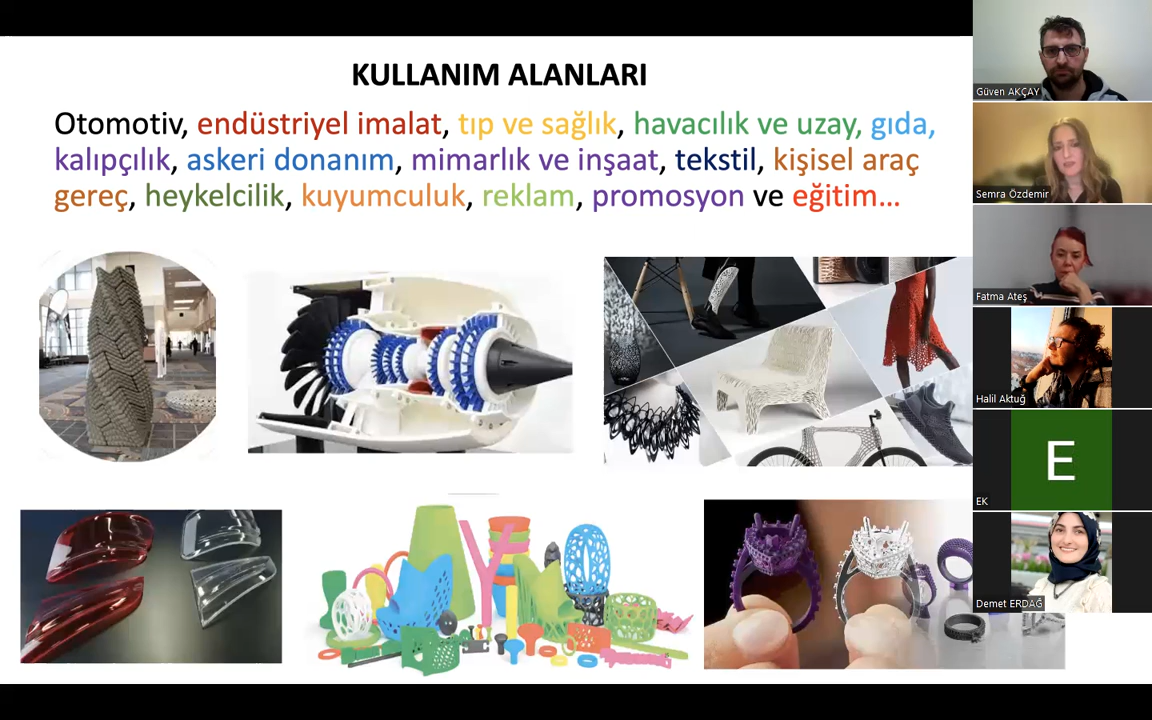 KULLANIM ALANLARI
Otomotiv, endüstriyel imalat, tıp ve sağlık, havacılık ve uzay, gıda,
kalıpçılık, askeri donanım, mimarlık ve inşaat, tekstil, kişisel araç
gereç, heykelcilik, kuyumculuk, reklam, promosyon ve eğitim...
Güven AKÇAY
Semra Özdemir
Fatma Ateş
Halil Aktuğ
E
EK
Demet ERDAĞ